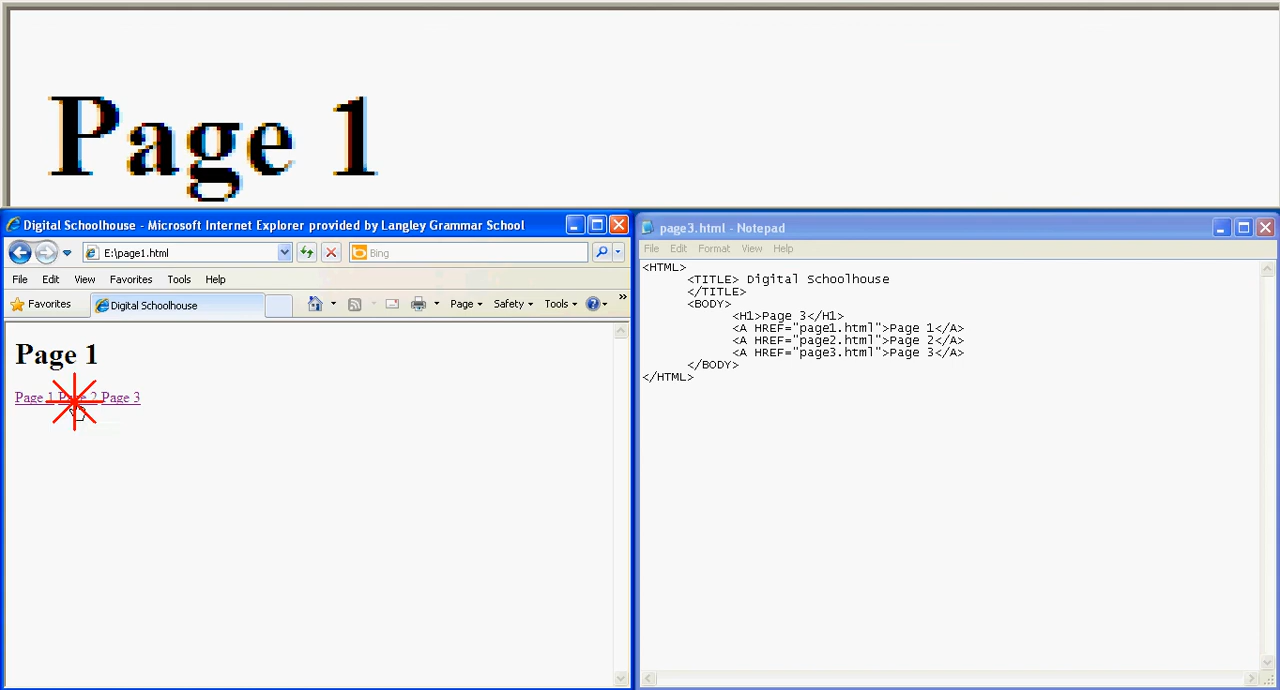 Page 1
Digital Schoolhouse - Microsoft Internet Explorer provided by Langley Grammar School
E:\page1.html
Bing
File Edit View Favorites Tools Help
Favorites
Digital Schoolhouse
Page Safety Tools »
Page 1
Page 1 Page 2 Page 3
page3.html - Notepad
File Edit Format View Help
<HTML>
<TITLE> Digital Schoolhouse
</TITLE>
<BODY>
<H1>Page 3</H1>
<A HREF="page1.html">Page 1</A>
<A HREF="page2.html">Page 2</A>
<A HREF="page3.html">Page 3</A>
</BODY>
</HTML>